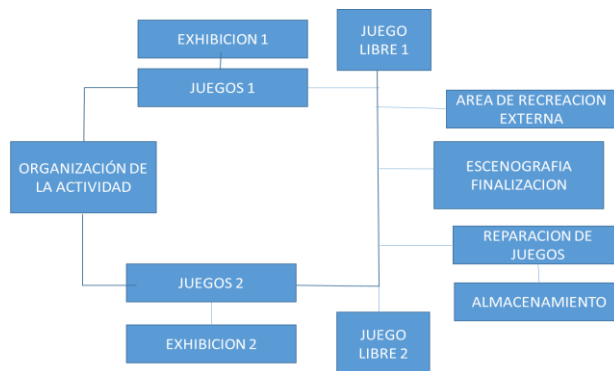 EXHIBICION 1
JUEGOS 1
JUEGO
LIBRE 1
AREA DE RECREACION
EXTERNA
ORGANIZACIÓN DE
LA ACTIVIDAD
ESCENOGRAFIA
FINALIZACION
REPARACION DE
JUEGOS
JUEGOS 2
ALMACENAMIENTO
EXHIBICION 2
JUEGO
LIBRE 2